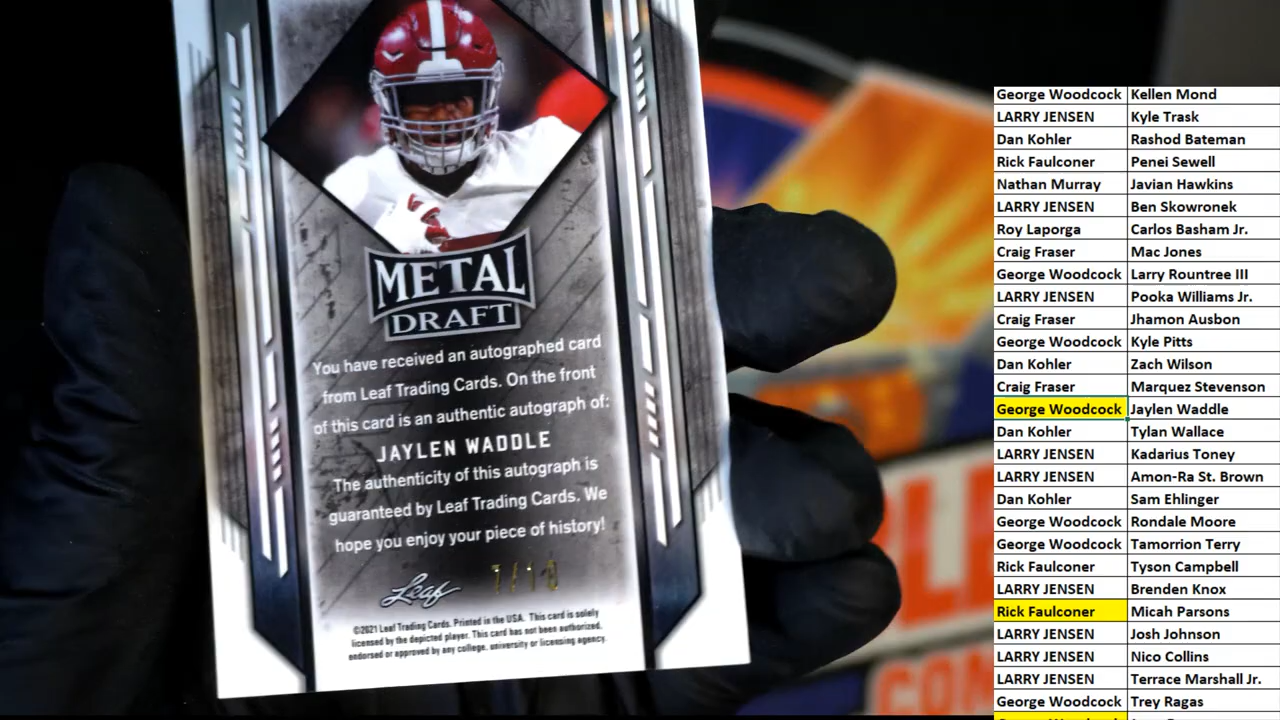 METAL
DRAFT
You have received an autographed card
from Leaf Trading Cards. On the front
of this card is an authentic autograph of:
JAYLEN WADDLE
The authenticity of this autograph is
guaranteed by Leaf Trading Cards. We
hope you enjoy your piece of history!
Leaf
©2021 Leaf Trading Cards. Printed in the USA. This card is solely
licensed by the depicted player. This card has not been authorized,
endorsed or approved by any college, university or licensing agency.
George Woodcock Kellen Mond
LARRY JENSEN Kyle Trask
Dan Kohler Rashod Bateman
Rick Faulconer Penei Sewell
Nathan Murray Javian Hawkins
LARRY JENSEN Ben Skowronek
Roy Laporga Carlos Basham Jr.
Craig Fraser Mac Jones
George Woodcock Larry Rountree III
LARRY JENSEN Pooka Williams Jr.
Craig Fraser Jhamon Ausbon
George Woodcock Kyle Pitts
Dan Kohler Zach Wilson
Craig Fraser Marquez Stevenson
George Woodcock Jaylen Waddle
Dan Kohler Tylan Wallace
LARRY JENSEN Kadarius Toney
LARRY JENSEN Amon-Ra St. Brown
Dan Kohler Sam Ehlinger
George Woodcock Rondale Moore
George Woodcock Tamorrion Terry
Rick Faulconer Tyson Campbell
LARRY JENSEN Brenden Knox
Rick Faulconer Micah Parsons
LARRY JENSEN Josh Johnson
LARRY JENSEN Nico Collins
LARRY JENSEN Terrace Marshall Jr.
George Woodcock Trey Ragas